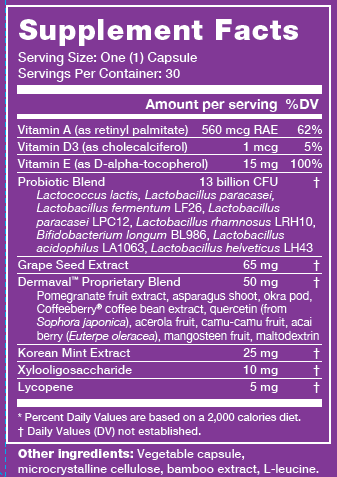 Supplement Facts
Serving Size: One (1) Capsule
Servings Per Container: 30
Amount per serving %DV
Vitamin A (as retinyl palmitate) 560 mcg RAE 62%
Vitamin D3 (as cholecalciferol) 1 mcg 5%
Vitamin E (as D-alpha-tocopherol) 15 mg 100%
Probiotic Blend 13 billion CFU †
Lactococcus lactis, Lactobacillus paracasei,
Lactobacillus fermentum LF26, Lactobacillus
paracasei LPC12, Lactobacillus rhamnosus LRH10,
Bifidobacterium longum BL986, Lactobacillus
acidophilus LA1063, Lactobacillus helveticus LH43
Grape Seed Extract 65 mg †
Dermaval™ Proprietary Blend 50 mg †
Pomegranate fruit extract, asparagus shoot, okra pod,
Coffeeberry® coffee bean extract, quercetin (from
Sophora japonica), acerola fruit, camu-camu fruit, acai
berry (Euterpe oleracea), mangosteen fruit, maltodextrin
Korean Mint Extract 25 mg †
Xylooligosaccharide 10 mg †
Lycopene 5 mg †
* Percent Daily Values are based on a 2,000 calories diet.
† Daily Values (DV) not established.
Other ingredients: Vegetable capsule,
microcrystalline cellulose, bamboo extract, L-leucine.